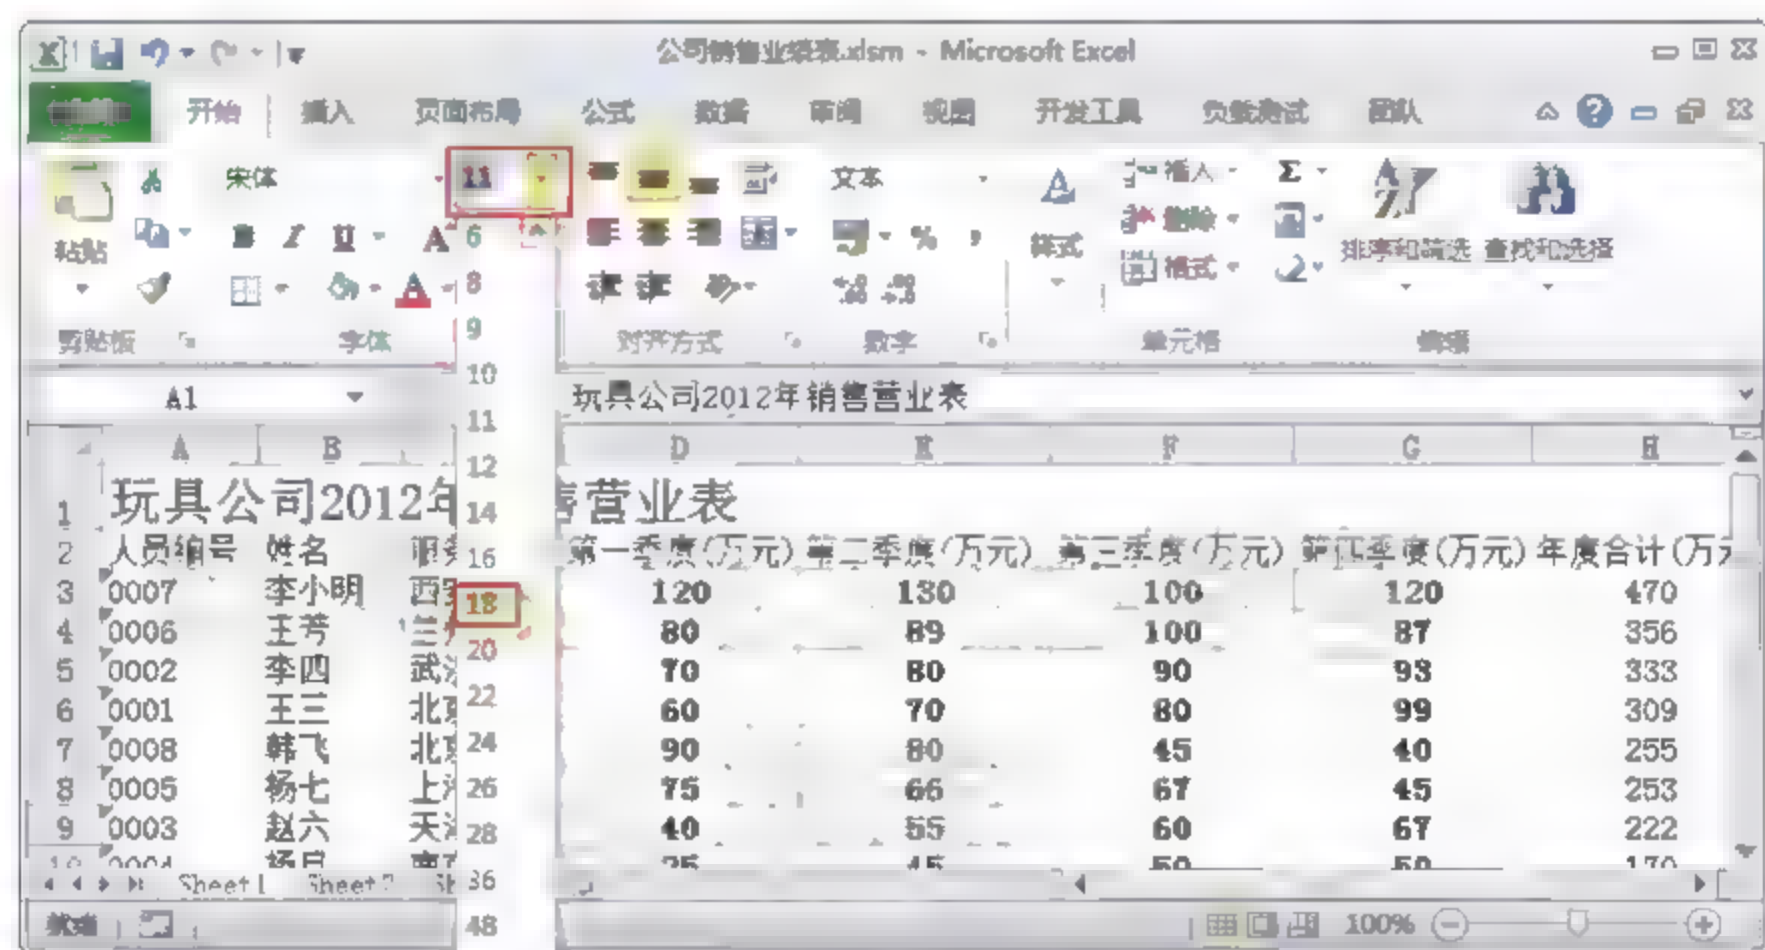 公司销售业绩表.xlsm - Microsoft Excel
开始 插入 页面布局 公式 数据 审阅 视图 开发工具 负载测试 团队
宋体 11 文本 插入 Σ
粘贴 B I U A 6 % , 样式 删除 排序和筛选 查找和选择
8 格式
剪贴板 字体 9 对齐方式 数字 单元格 编辑
10
A1 玩具公司2012年销售营业表
11
A B D E F G H
12
1 玩具公司2012年 售营业表
14
2 人员编号 姓名 第一季度(万元) 第二季度(万元) 第三季度(万元) 第四季度(万元) 年度合计(万
16
3 0007 李小明 西 18 120 130 100 120 470
4 0006 王芳 三 80 89 100 87 356
20
5 0002 李四 武 70 80 90 93 333
6 0001 王三 北 22 60 70 80 99 309
7 0008 韩飞 北 24 90 80 45 40 255
8 0005 杨七 上 26 75 66 67 45 253
9 0003 赵六 天 28 40 55 60 67 222
Sheet1 Sheet2 36
就绪 48 100%